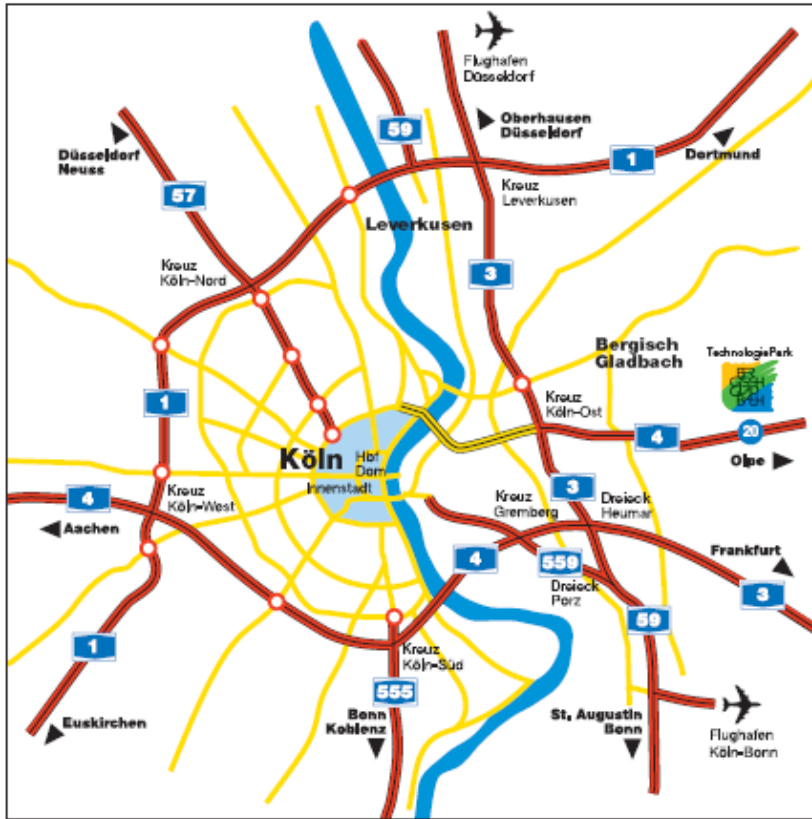 Flughafen
Düsseldorf
59
Oberhausen
Düsseldorf
Düsseldorf
Neuss
1
Dortmund
57
Kreuz
Leverkusen
Leverkusen
Kreuz
Köln-Nord
3
Bergisch
Gladbach
TechnologiePark
1
Kreuz
Köln-Ost
4
20
Olpe
Köln
Hbf
Dom
Innenstadt
4
Kreuz
Köln-West
3
Kreuz
Gremberg
Dreieck
Heumar
Aachen
4
559
Frankfurt
Dreieck
Porz
3
59
1
Kreuz
Köln-Süd
555
Euskirchen
Bonn
Koblenz
St. Augustin
Bonn
Flughafen
Köln-Bonn